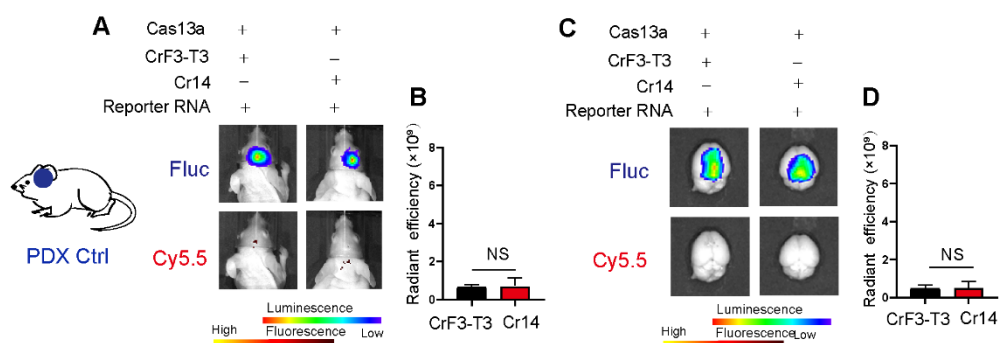 A
Cas13a + +
CrF3-T3 + –
Cr14 – +
Reporter RNA + +
Fluc
Cy5.5
PDX Ctrl
Luminescence
High Fluorescence Low
B
Radiant efficiency (×10⁹)
8
6
4
2
0
NS
CrF3-T3 Cr14
C
Cas13a + +
CrF3-T3 + –
Cr14 – +
Reporter RNA + +
Fluc
Cy5.5
Luminescence
High Fluorescence Low
D
Radiant efficiency (×10⁹)
8
6
4
2
0
NS
CrF3-T3 Cr14